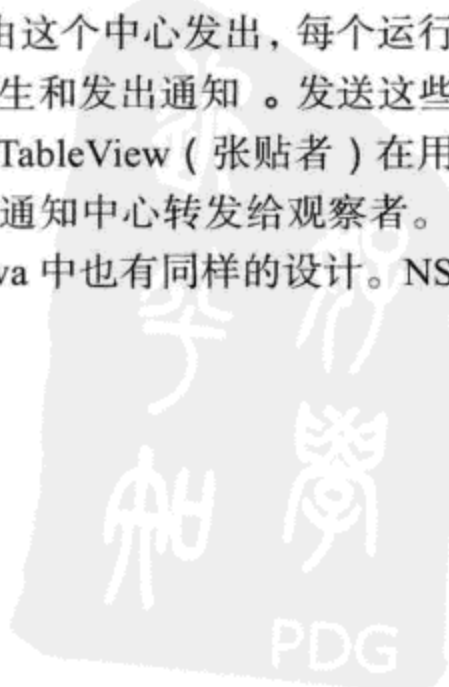 由这个中心发出，每个运行
生和发出通知 。发送这些
TableView（张贴者）在用
通知中心转发给观察者。
va 中也有同样的设计。NS
PDG